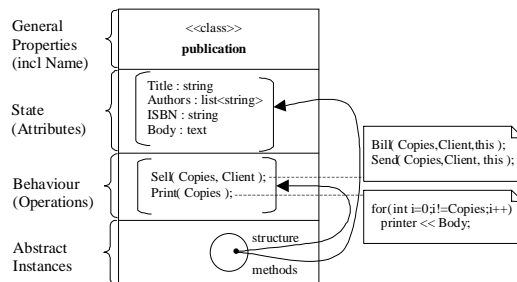 General
Properties
(incl Name)
<<class>>
publication
State
(Attributes)
Title : string
Authors : list<string>
ISBN : string
Body : text
Behaviour
(Operations)
Sell( Copies, Client );
Print( Copies );
Bill( Copies,Client,this );
Send( Copies,Client, this );
for(int i=0;i!=Copies;i++)
printer << Body;
Abstract
Instances
structure
methods